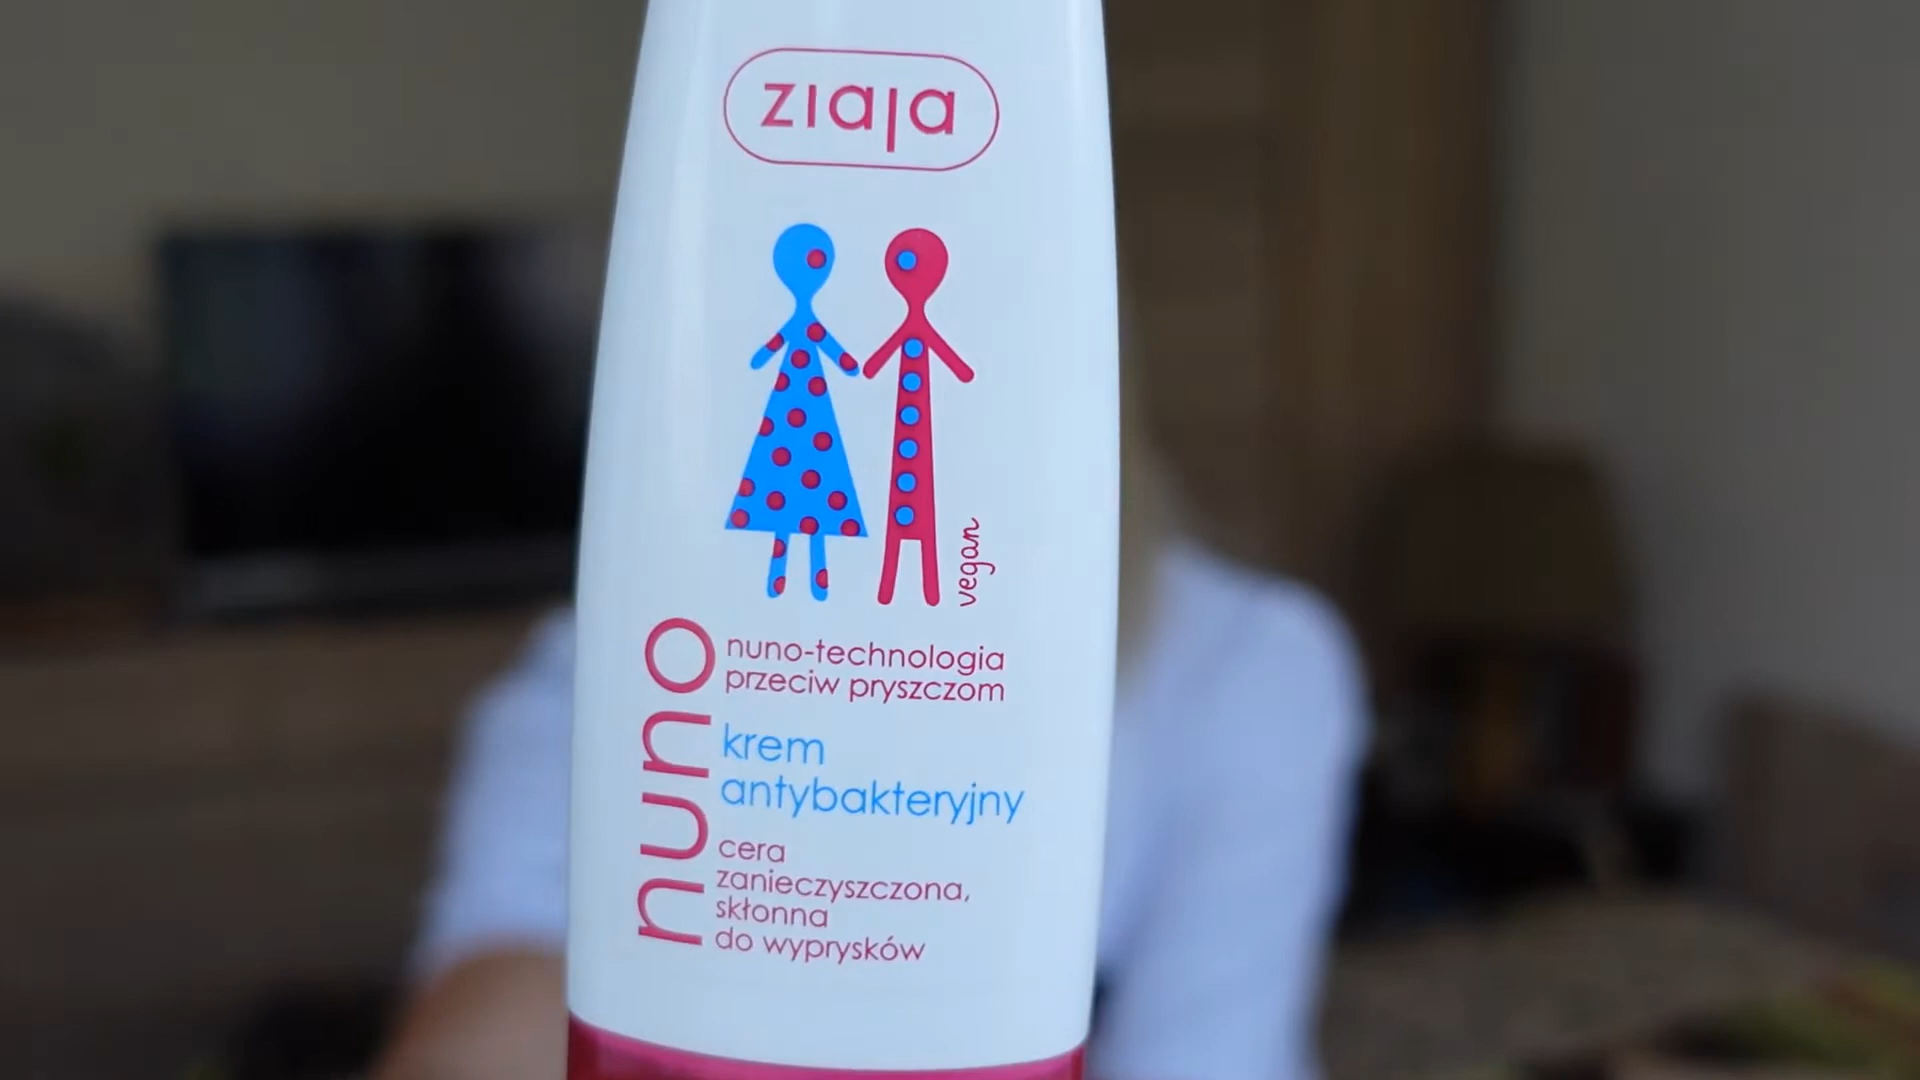 ziaja
vegan
nuno
nuno-technologia
przeciw pryszczom
krem
antybakteryjny
cera
zanieczyszczona,
skłonna
do wyprysków